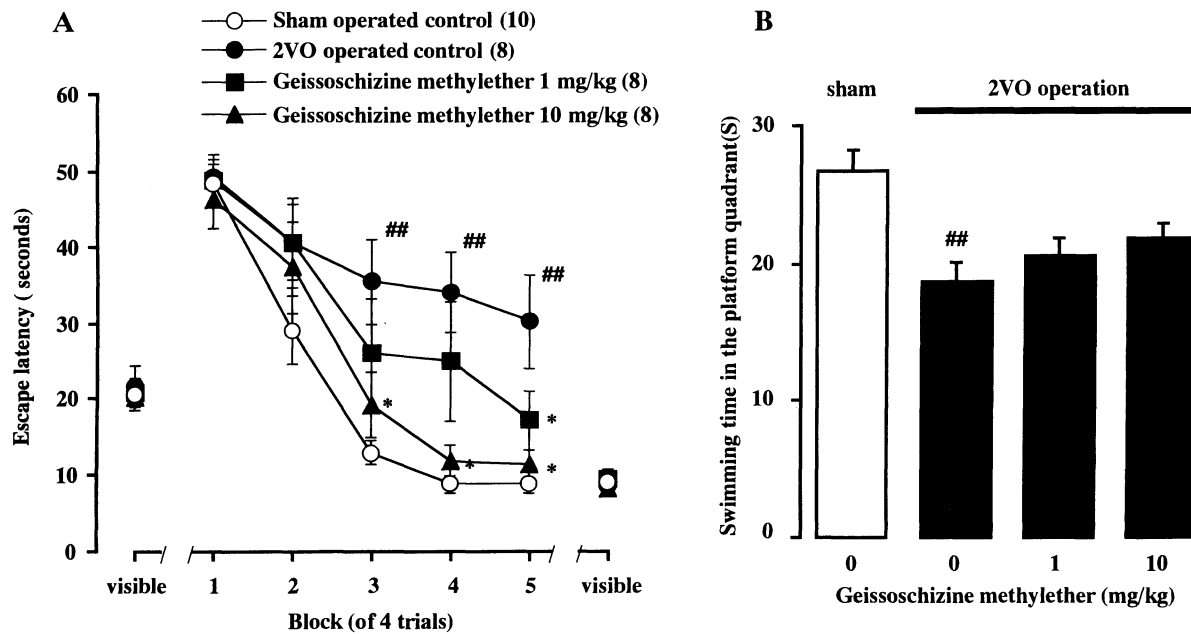 A
Sham operated control (10)
2VO operated control (8)
Geissoschizine methylether 1 mg/kg (8)
Geissoschizine methylether 10 mg/kg (8)
Escape latency ( seconds)
60
50
40
30
20
10
0
##
##
##
*
*
*
*
visible
1
2
3
4
5
visible
Block (of 4 trials)
B
sham
2VO operation
Swimming time in the platform quadrant(S)
30
20
10
0
##
0
0
1
10
Geissoschizine methylether (mg/kg)